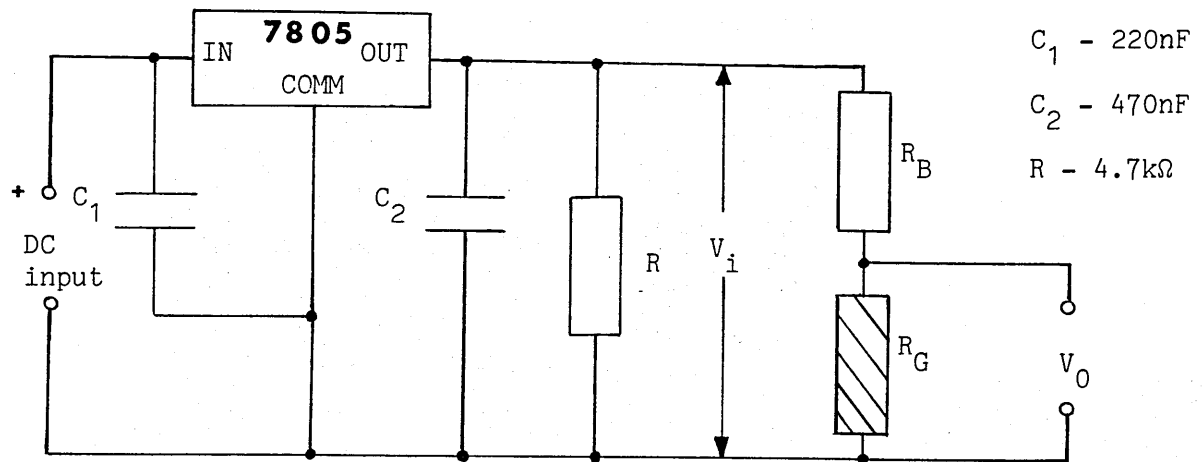 7805
IN OUT
COMM
C1 - 220nF
C2 - 470nF
R - 4.7kΩ
+
DC
input
C1
C2
R
Vi
RB
RG
V0